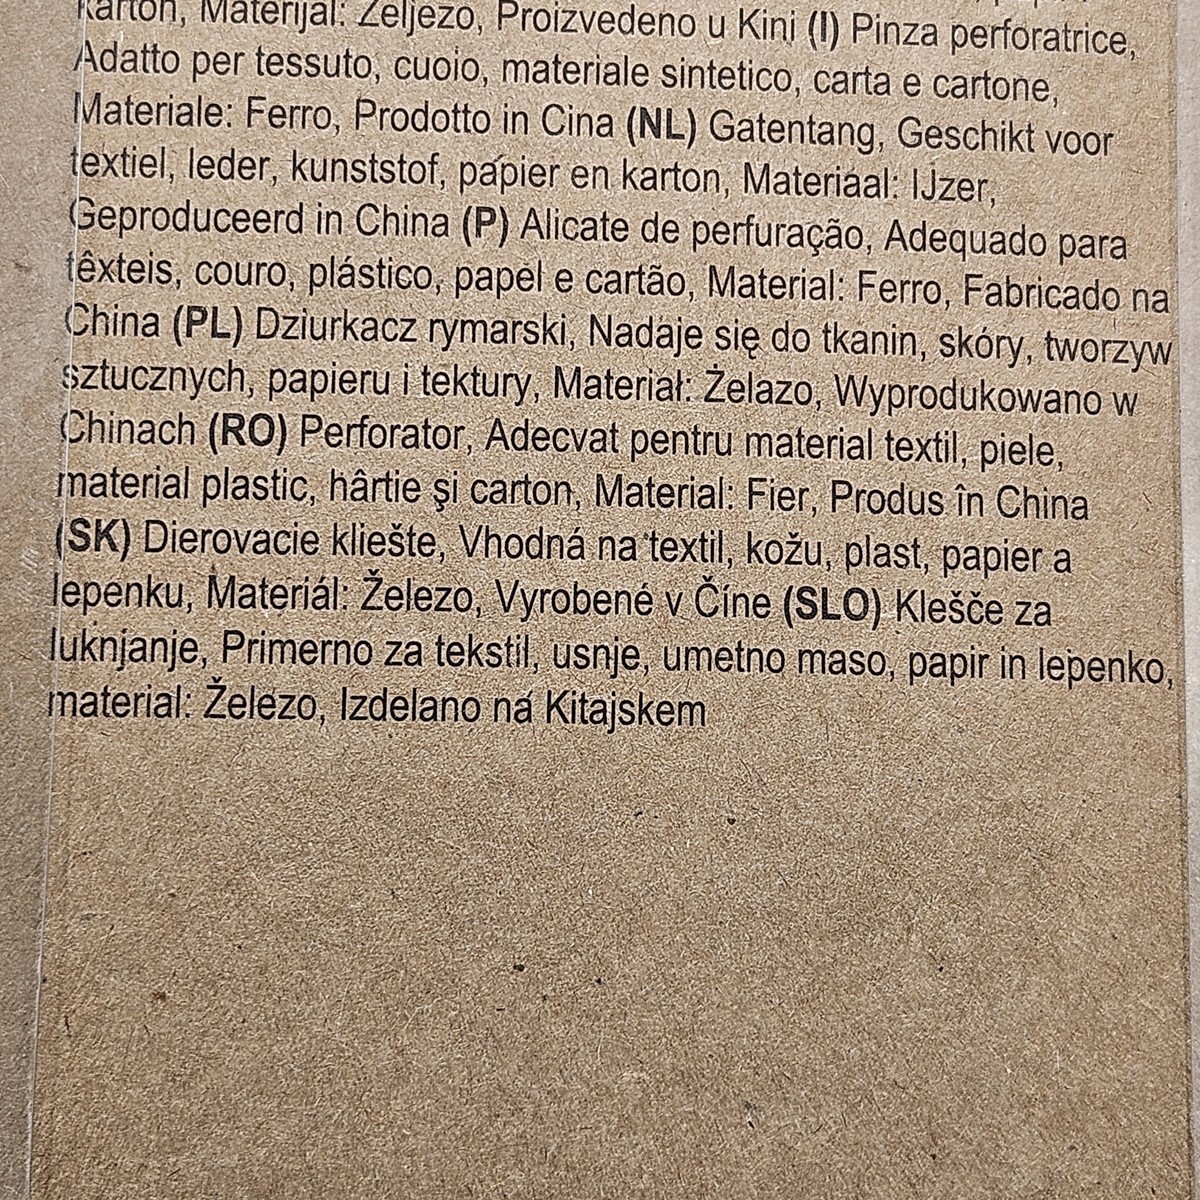 karton, Materijal: Željezo, Proizvedeno u Kini (I) Pinza perforatrice,
Adatto per tessuto, cuoio, materiale sintetico, carta e cartone,
Materiale: Ferro, Prodotto in Cina (NL) Gatentang, Geschikt voor
textiel, leder, kunststof, papier en karton, Materiaal: IJzer,
Geproduceerd in China (P) Alicate de perfuração, Adequado para
têxteis, couro, plástico, papel e cartão, Material: Ferro, Fabricado na
China (PL) Dziurkacz rymarski, Nadaje się do tkanin, skóry, tworzyw
sztucznych, papieru i tektury, Materiał: Żelazo, Wyprodukowano w
Chinach (RO) Perforator, Adecvat pentru material textil, piele,
material plastic, hârtie şi carton, Material: Fier, Produs în China
(SK) Dierovacie kliešte, Vhodná na textil, kožu, plast, papier a
lepenku, Materiál: Železo, Vyrobené v Číne (SLO) Klešče za
luknjanje, Primerno za tekstil, usnje, umetno maso, papir in lepenko,
material: Železo, Izdelano na Kitajskem